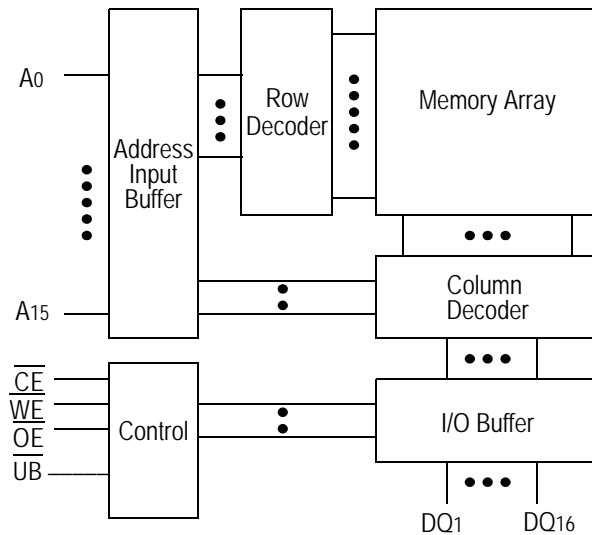 A0
Address
Input
Buffer
Row
Decoder
Memory Array
A15
Column
Decoder
CE
WE
OE
UB
Control
I/O Buffer
DQ1
DQ16